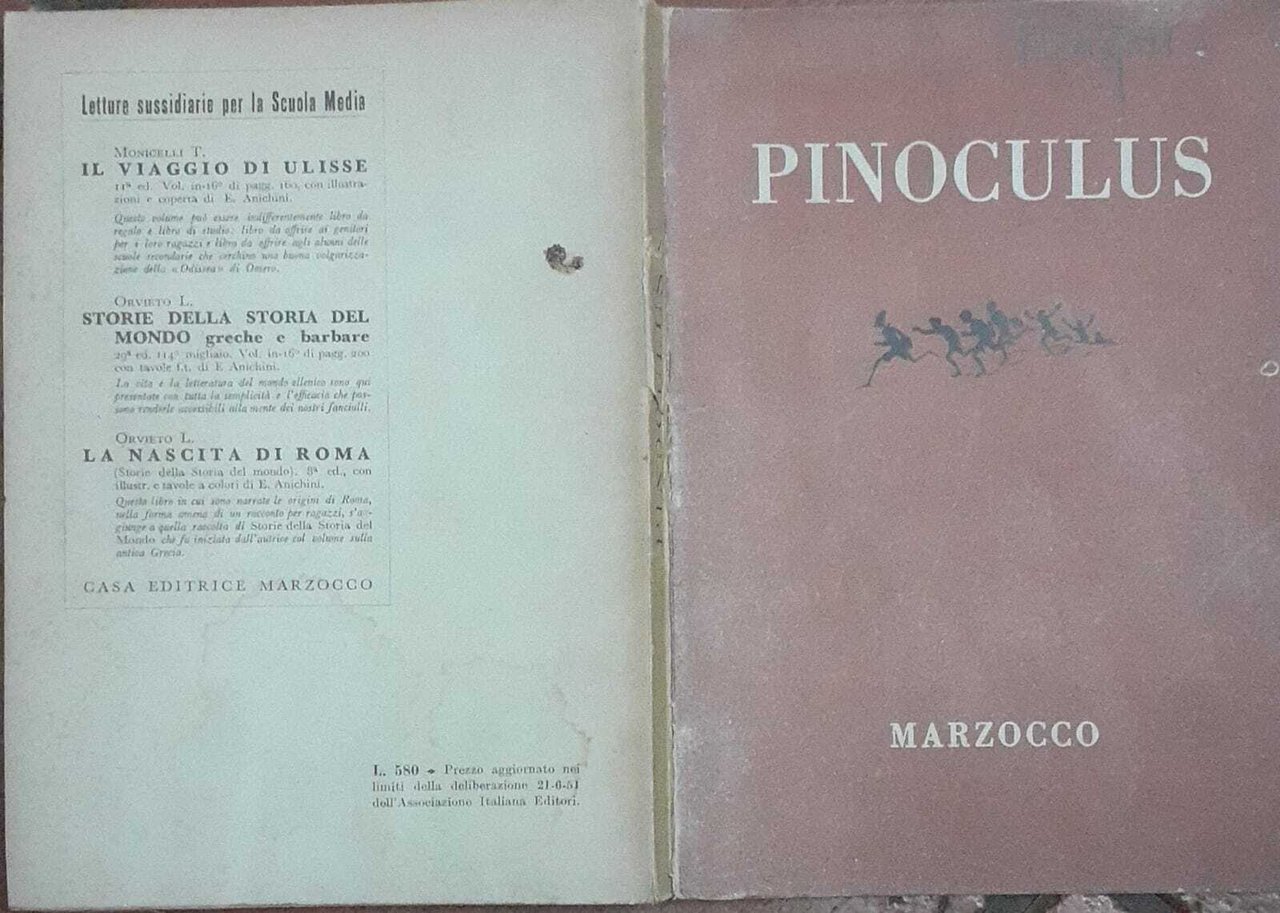 Letture sussidiarie per la Scuola Media
MONICELLI T.
IL VIAGGIO DI ULISSE
11ª ed. Vol. in-16º di pagg. 160, con illustra-
zioni e coperta di E. Anichini.
Questo volume può essere indifferentemente libro da
regalo e libro di studio: libro da offrire ai genitori
per i loro ragazzi e libro da offrire agli alunni delle
scuole secondarie che cerchino una buona volgarizza-
zione della «Odissea» di Omero.
ORVIETO L.
STORIE DELLA STORIA DEL
MONDO greche e barbare
29ª ed. 114º migliaio. Vol. in-16º di pagg. 200
con tavole f.t. di E. Anichini.
La vita e la letteratura del mondo ellenico sono qui
presentate con tutta la semplicità e l'efficacia che pos-
sono renderle accessibili alla mente dei nostri fanciulli.
ORVIETO L.
LA NASCITA DI ROMA
(Storie della Storia del mondo). 8ª ed., con
illustr. e tavole a colori di E. Anichini.
Questo libro in cui sono narrate le origini di Roma,
nella forma amena di un racconto per ragazzi, s'ag-
giunge a quella raccolta di Storie della Storia del
Mondo che fu iniziata dall'autrice col volume sulla
antica Grecia.
CASA EDITRICE MARZOCCO
L. 580 - Prezzo aggiornato nei
limiti della deliberazione 21-6-51
dell'Associazione Italiana Editori.
PINOCULUS
MARZOCCO